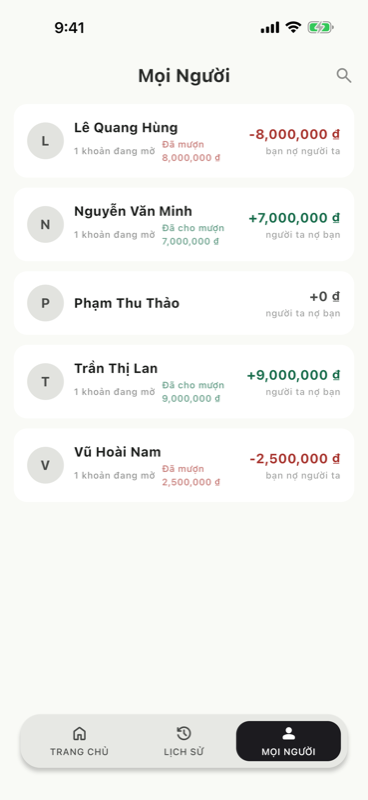 9:41
Mọi Người
L
Lê Quang Hùng
1 khoản đang mở
Đã mượn
8,000,000 ₫
-8,000,000 ₫
bạn nợ người ta
N
Nguyễn Văn Minh
1 khoản đang mở
Đã cho mượn
7,000,000 ₫
+7,000,000 ₫
người ta nợ bạn
P
Phạm Thu Thảo
+0 ₫
người ta nợ bạn
T
Trần Thị Lan
1 khoản đang mở
Đã cho mượn
9,000,000 ₫
+9,000,000 ₫
người ta nợ bạn
V
Vũ Hoài Nam
1 khoản đang mở
Đã mượn
2,500,000 ₫
-2,500,000 ₫
bạn nợ người ta
TRANG CHỦ
LỊCH SỬ
MỌI NGƯỜI